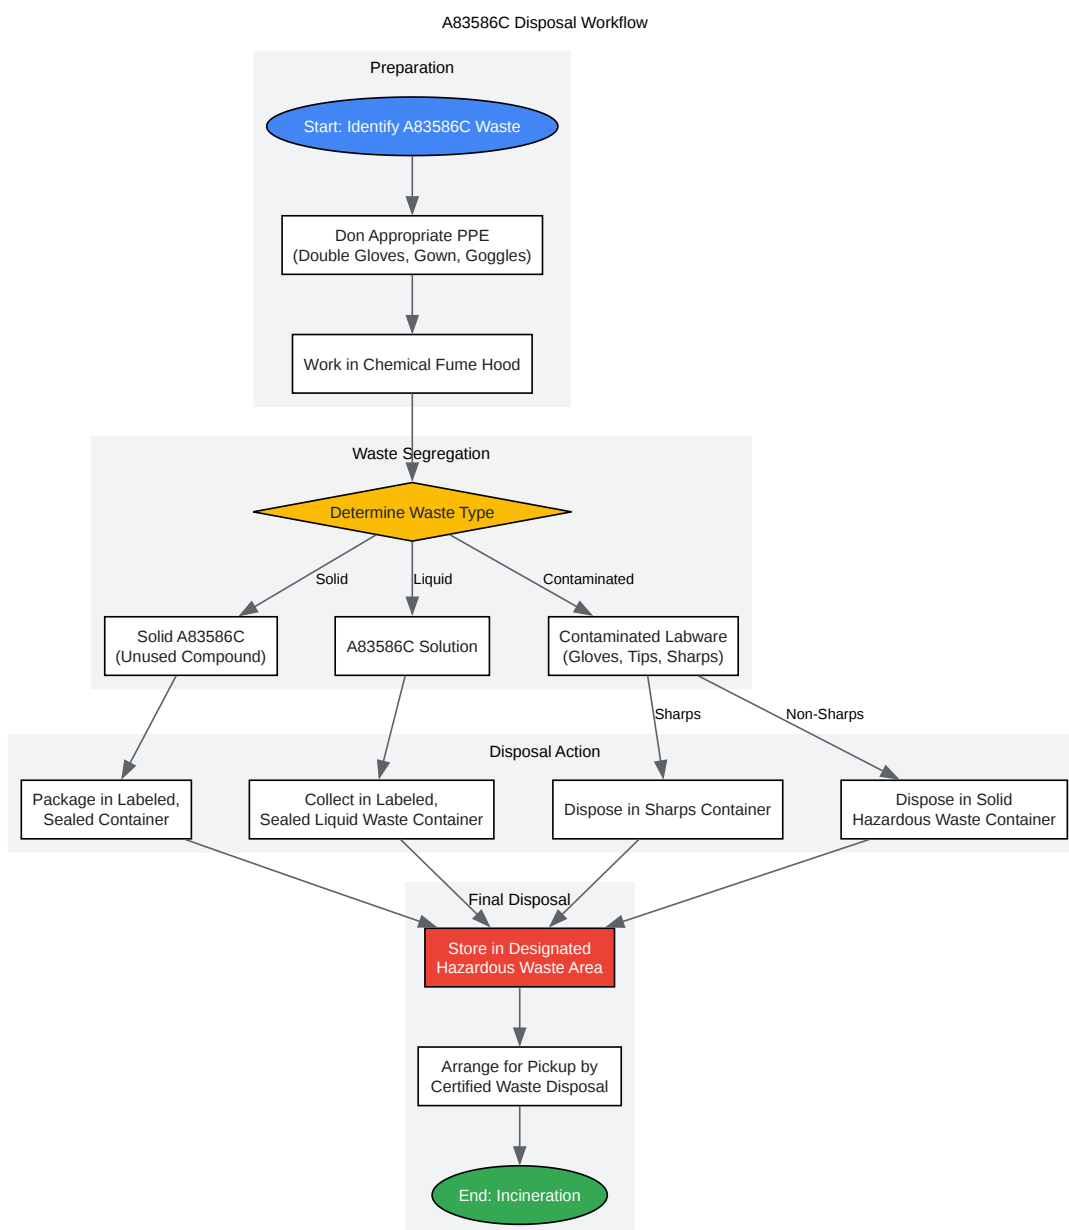 A83586C Disposal Workflow
Preparation
Start: Identify A83586C Waste
Don Appropriate PPE
(Double Gloves, Gown, Goggles)
Work in Chemical Fume Hood
Waste Segregation
Determine Waste Type
Solid
Liquid
Contaminated
Solid A83586C
(Unused Compound)
A83586C Solution
Contaminated Labware
(Gloves, Tips, Sharps)
Sharps
Non-Sharps
Disposal Action
Package in Labeled,
Sealed Container
Collect in Labeled,
Sealed Liquid Waste Container
Dispose in Sharps Container
Dispose in Solid
Hazardous Waste Container
Final Disposal
Store in Designated
Hazardous Waste Area
Arrange for Pickup by
Certified Waste Disposal
End: Incineration